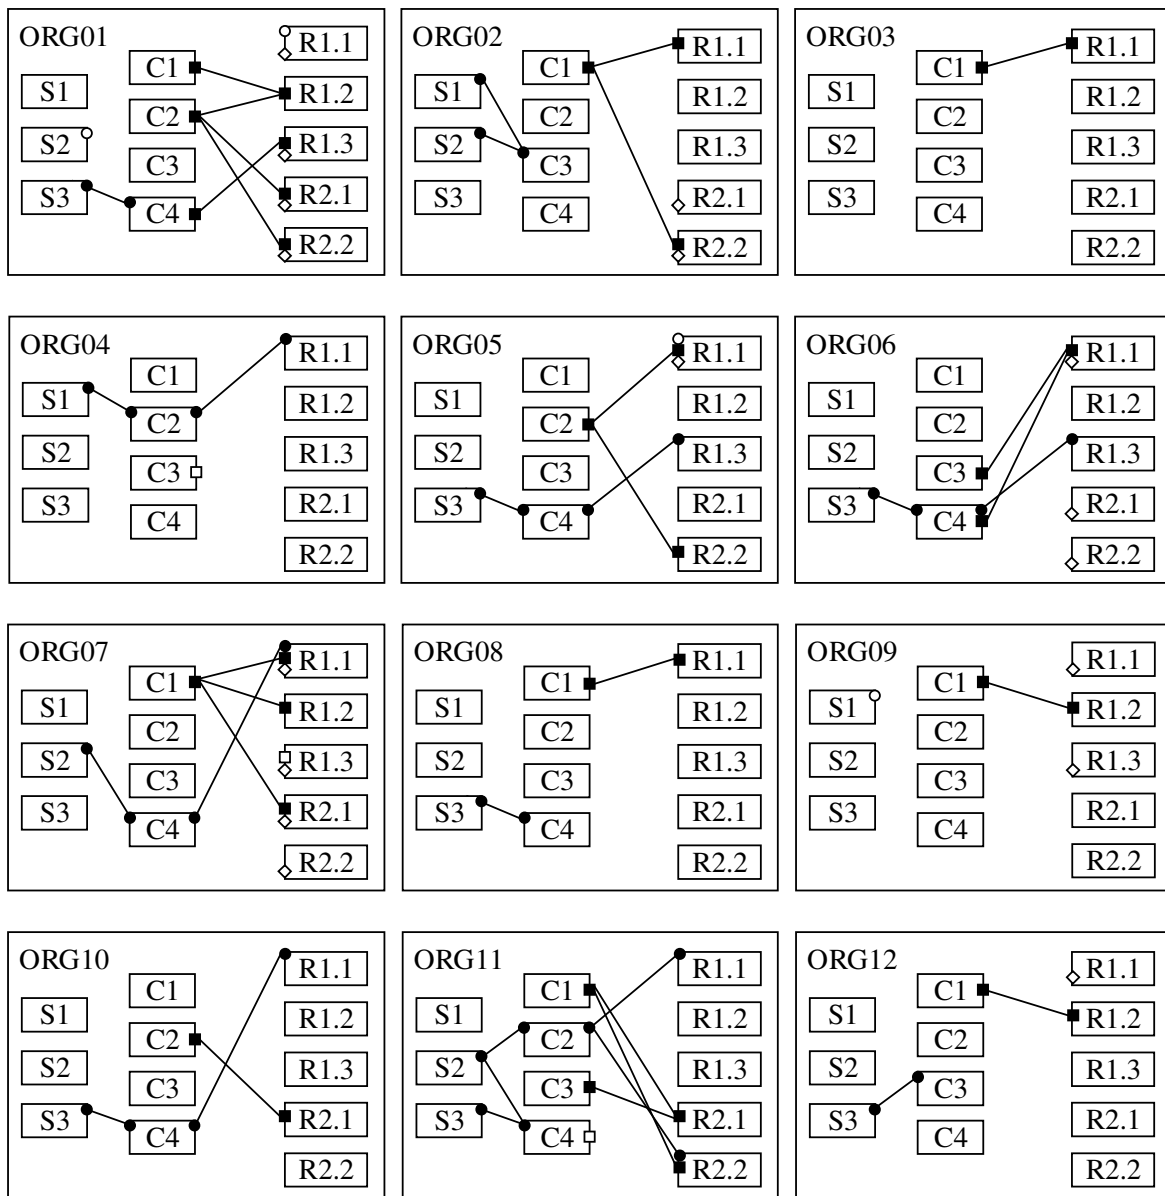 ORG01
C1
C2
C3
C4
S1
S2
S3
R1.1
R1.2
R1.3
R2.1
R2.2
ORG02
C1
C2
C3
C4
S1
S2
S3
R1.1
R1.2
R1.3
R2.1
R2.2
ORG03
C1
C2
C3
C4
S1
S2
S3
R1.1
R1.2
R1.3
R2.1
R2.2
ORG04
C1
C2
C3
C4
S1
S2
S3
R1.1
R1.2
R1.3
R2.1
R2.2
ORG05
C1
C2
C3
C4
S1
S2
S3
R1.1
R1.2
R1.3
R2.1
R2.2
ORG06
C1
C2
C3
C4
S1
S2
S3
R1.1
R1.2
R1.3
R2.1
R2.2
ORG07
C1
C2
C3
C4
S1
S2
S3
R1.1
R1.2
R1.3
R2.1
R2.2
ORG08
C1
C2
C3
C4
S1
S2
S3
R1.1
R1.2
R1.3
R2.1
R2.2
ORG09
C1
C2
C3
C4
S1
S2
S3
R1.1
R1.2
R1.3
R2.1
R2.2
ORG10
C1
C2
C3
C4
S1
S2
S3
R1.1
R1.2
R1.3
R2.1
R2.2
ORG11
C1
C2
C3
C4
S1
S2
S3
R1.1
R1.2
R1.3
R2.1
R2.2
ORG12
C1
C2
C3
C4
S1
S2
S3
R1.1
R1.2
R1.3
R2.1
R2.2